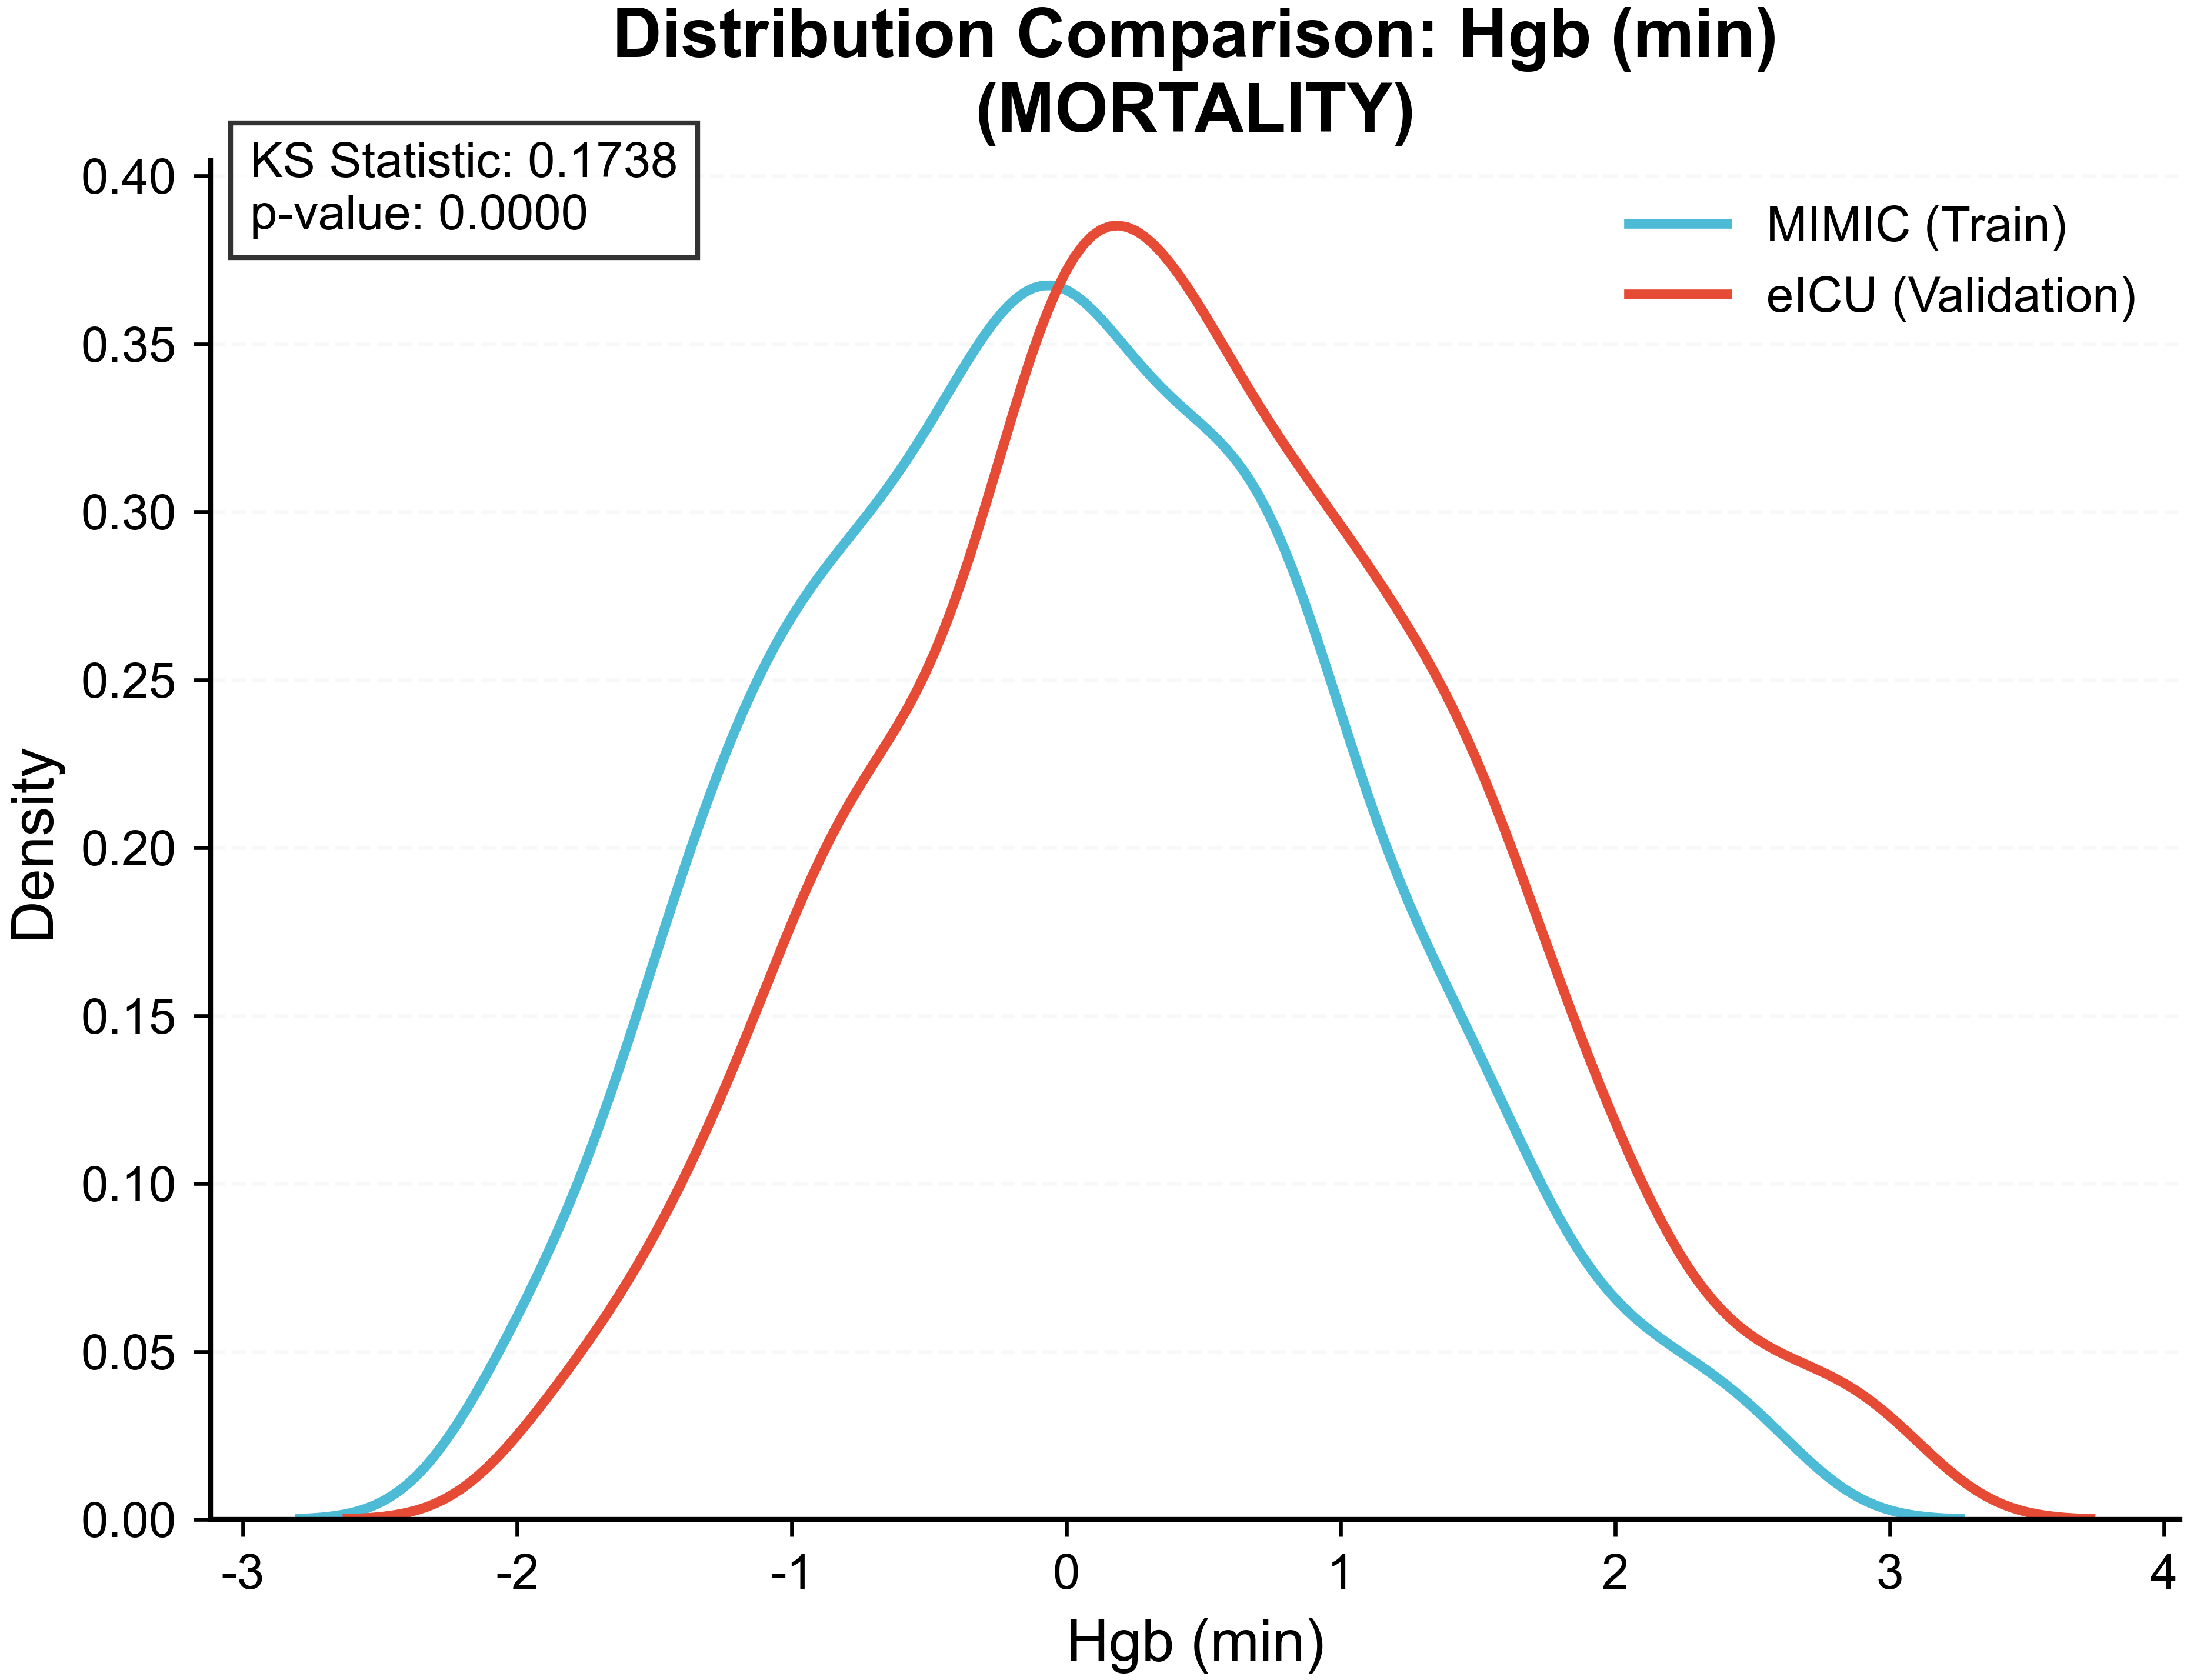 Distribution Comparison: Hgb (min)
(MORTALITY)
KS Statistic: 0.1738
p-value: 0.0000
MIMIC (Train)
eICU (Validation)
0.40
0.35
0.30
0.25
0.20
0.15
0.10
0.05
0.00
Density
-3 -2 -1 0 1 2 3 4
Hgb (min)